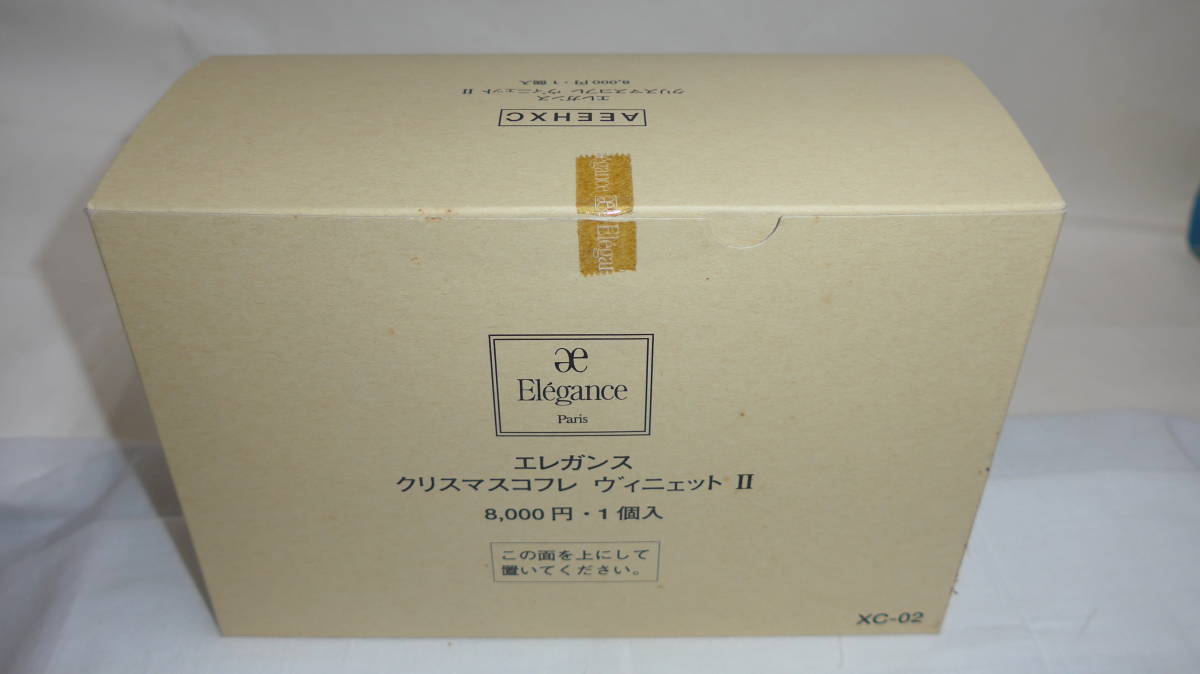 8,000円・1個入
クリスマスコフレ ヴィニェット II
エレガンス
AEEHXC
égance
æ
Elégan
æ
Elégance
Paris
エレガンス
クリスマスコフレ ヴィニェット II
8,000円・1個入
この面を上にして
置いてください。
XC-02